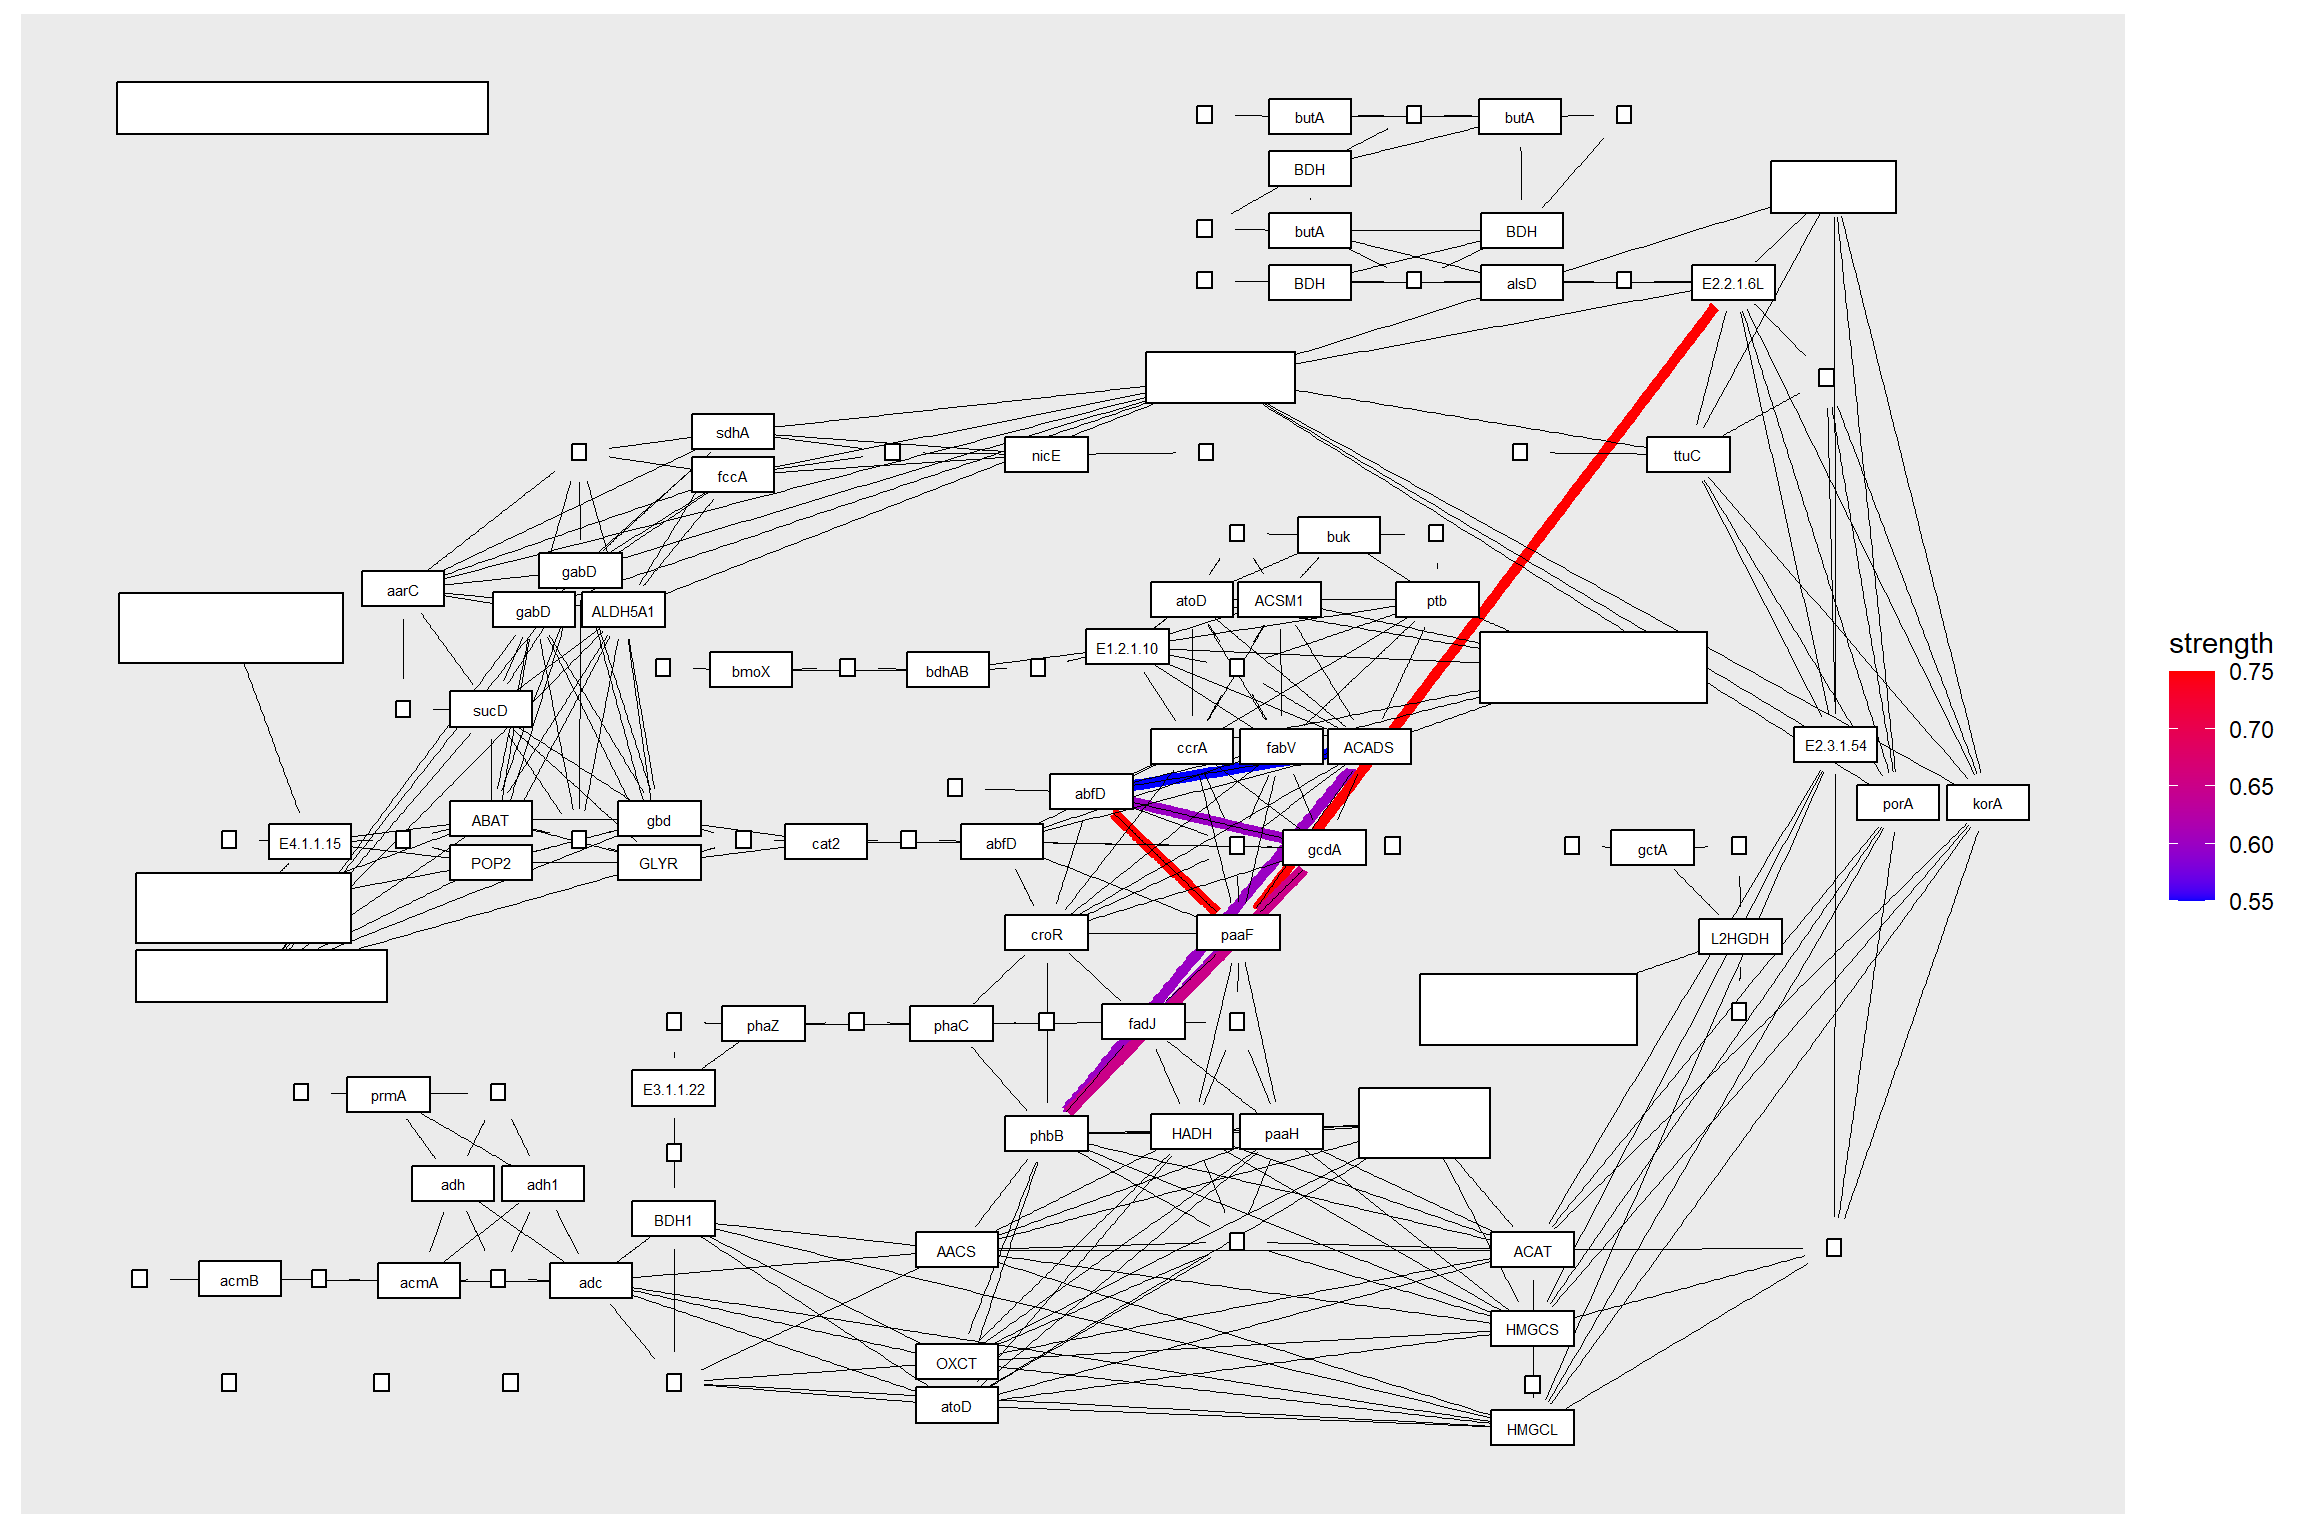 butA
butA
BDH
butA
BDH
BDH
alsD
E2.2.1.6L
sdhA
nicE
ttuC
fccA
buk
gabD
aarC
gabD
ALDH5A1
atoD
ACSM1
ptb
E1.2.1.10
bmoX
bdhAB
strength
0.75
0.70
0.65
0.60
0.55
sucD
ccrA
fabV
ACADS
E2.3.1.54
abfD
porA
korA
ABAT
gbd
E4.1.1.15
cat2
abfD
gcdA
gctA
POP2
GLYR
croR
paaF
L2HGDH
phaZ
phaC
fadJ
E3.1.1.22
prmA
phbB
HADH
paaH
adh
adh1
BDH1
AACS
ACAT
acmB
acmA
adc
HMGCS
OXCT
atoD
HMGCL